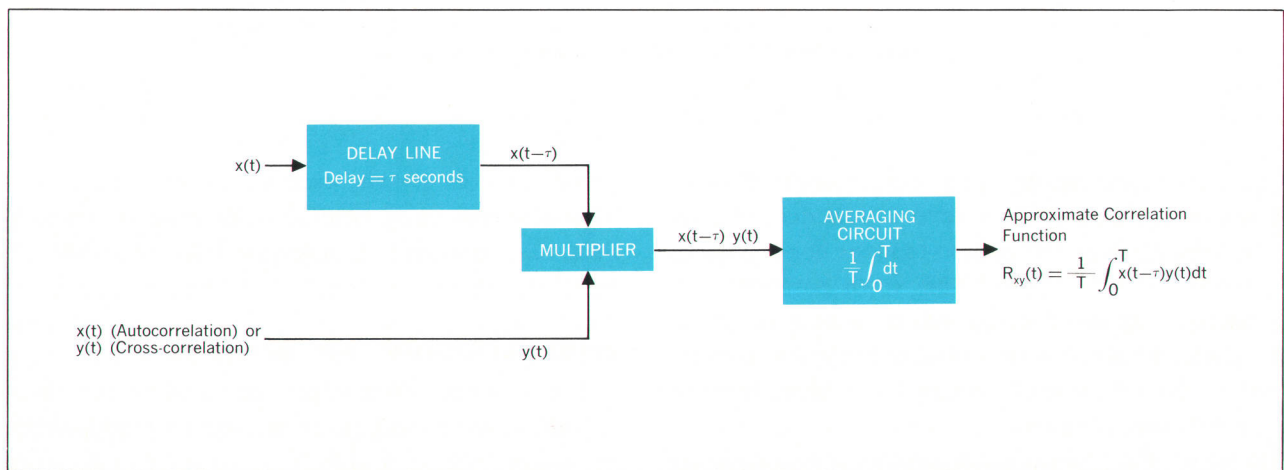 x(t)
DELAY LINE
Delay = τ seconds
x(t−τ)
MULTIPLIER
x(t) (Autocorrelation) or
y(t) (Cross-correlation)
y(t)
x(t−τ) y(t)
AVERAGING
CIRCUIT
1/T ∫₀ᵀ dt
Approximate Correlation
Function
Rxy(t) = 1/T ∫₀ᵀ x(t−τ)y(t)dt